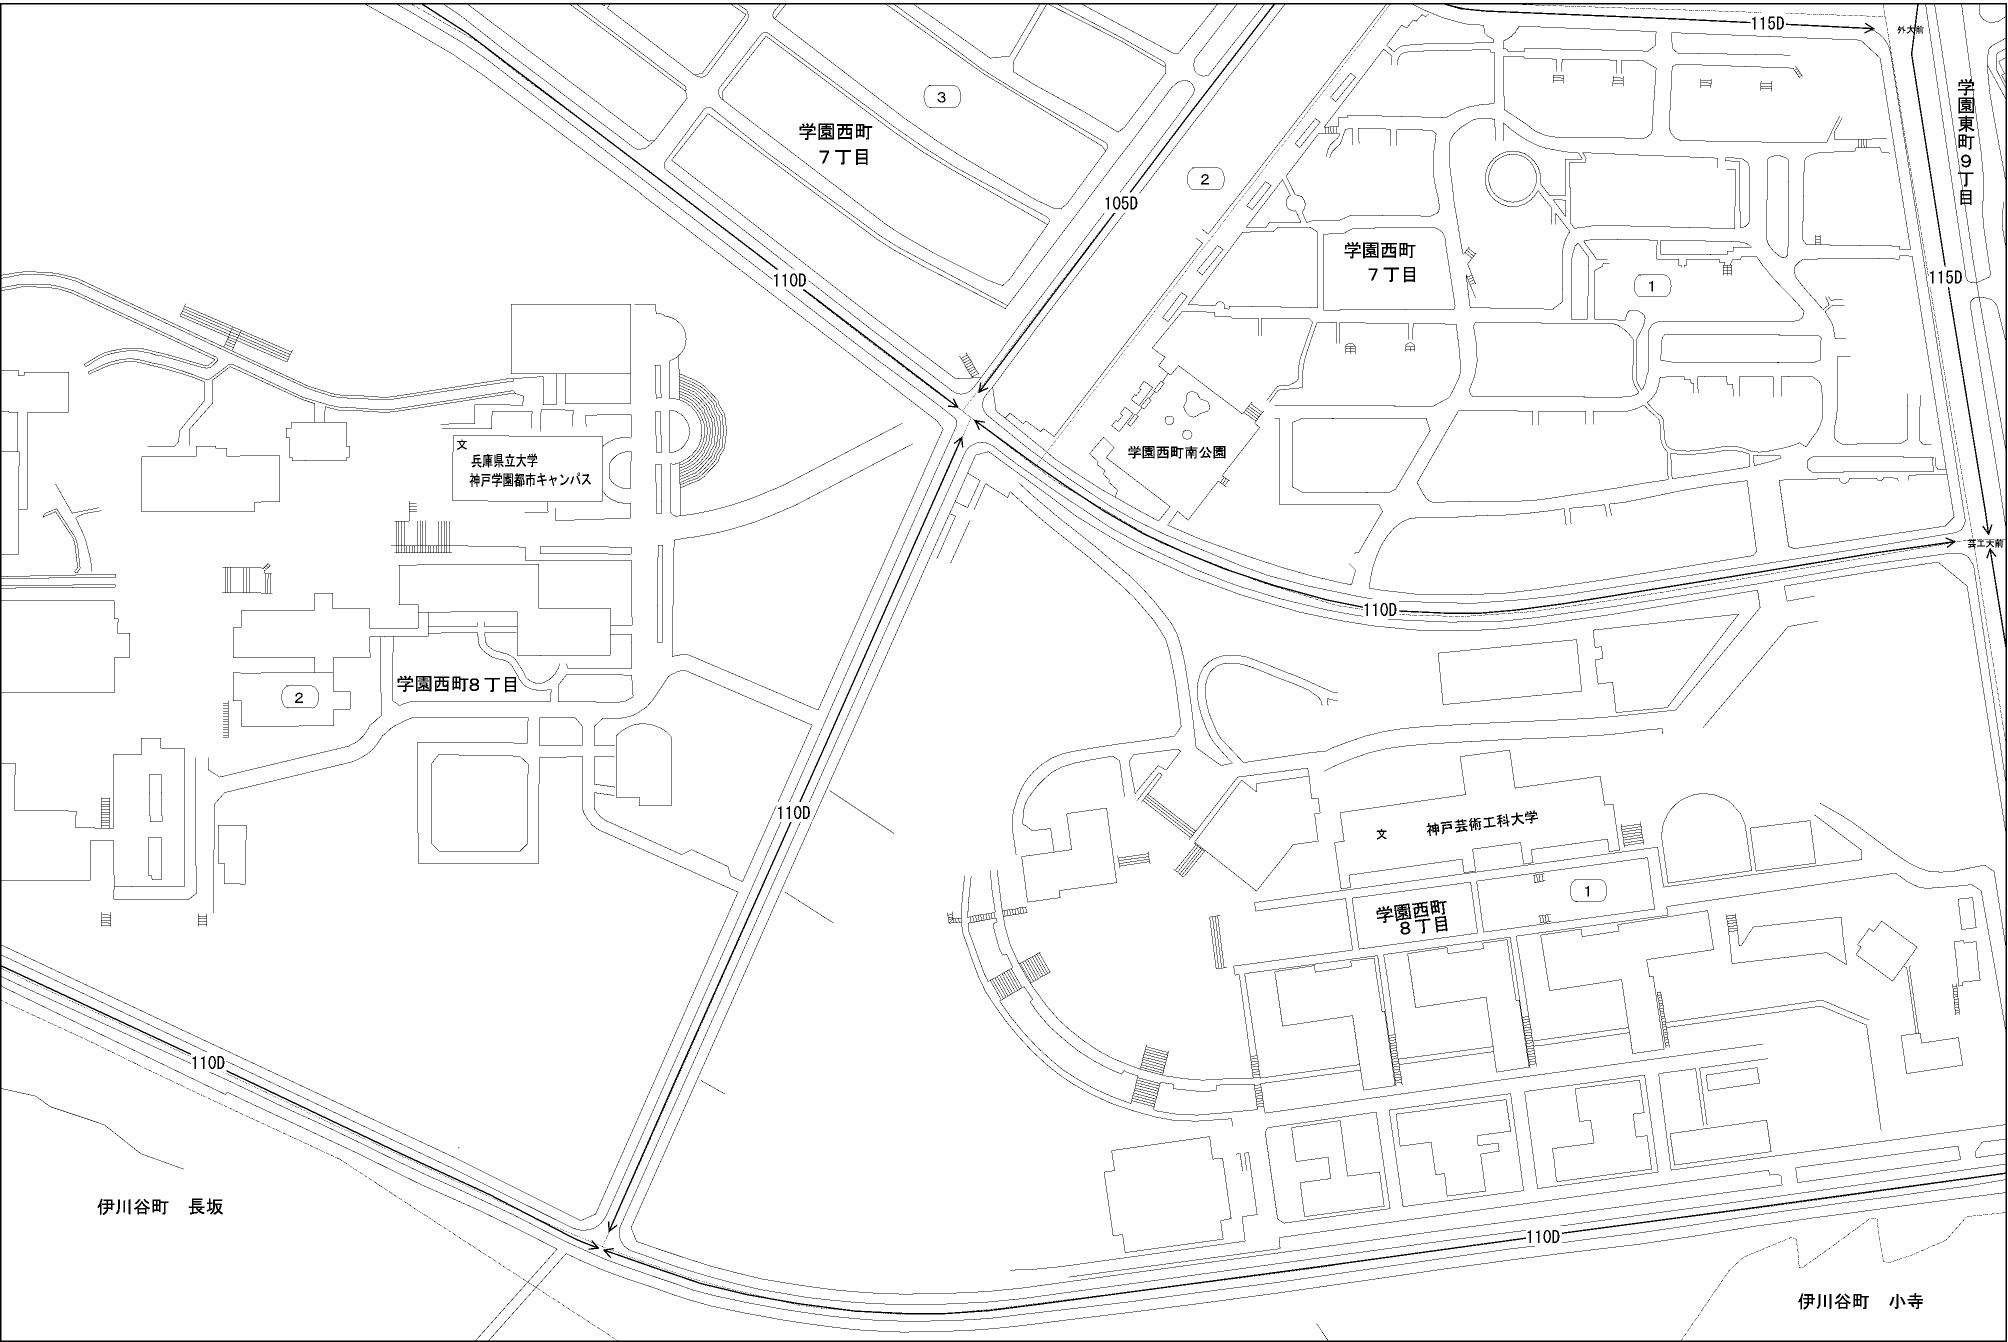 115D
外大前
学園東町9丁目
3
学園西町
7丁目
2
105D
学園西町
7丁目
110D
115D
1
文
兵庫県立大学
神戸学園都市キャンパス
学園西町南公園
芸工大前
110D
学園西町8丁目
2
110D
文
神戸芸術工科大学
1
学園西町
8丁目
110D
伊川谷町 長坂
110D
伊川谷町 小寺